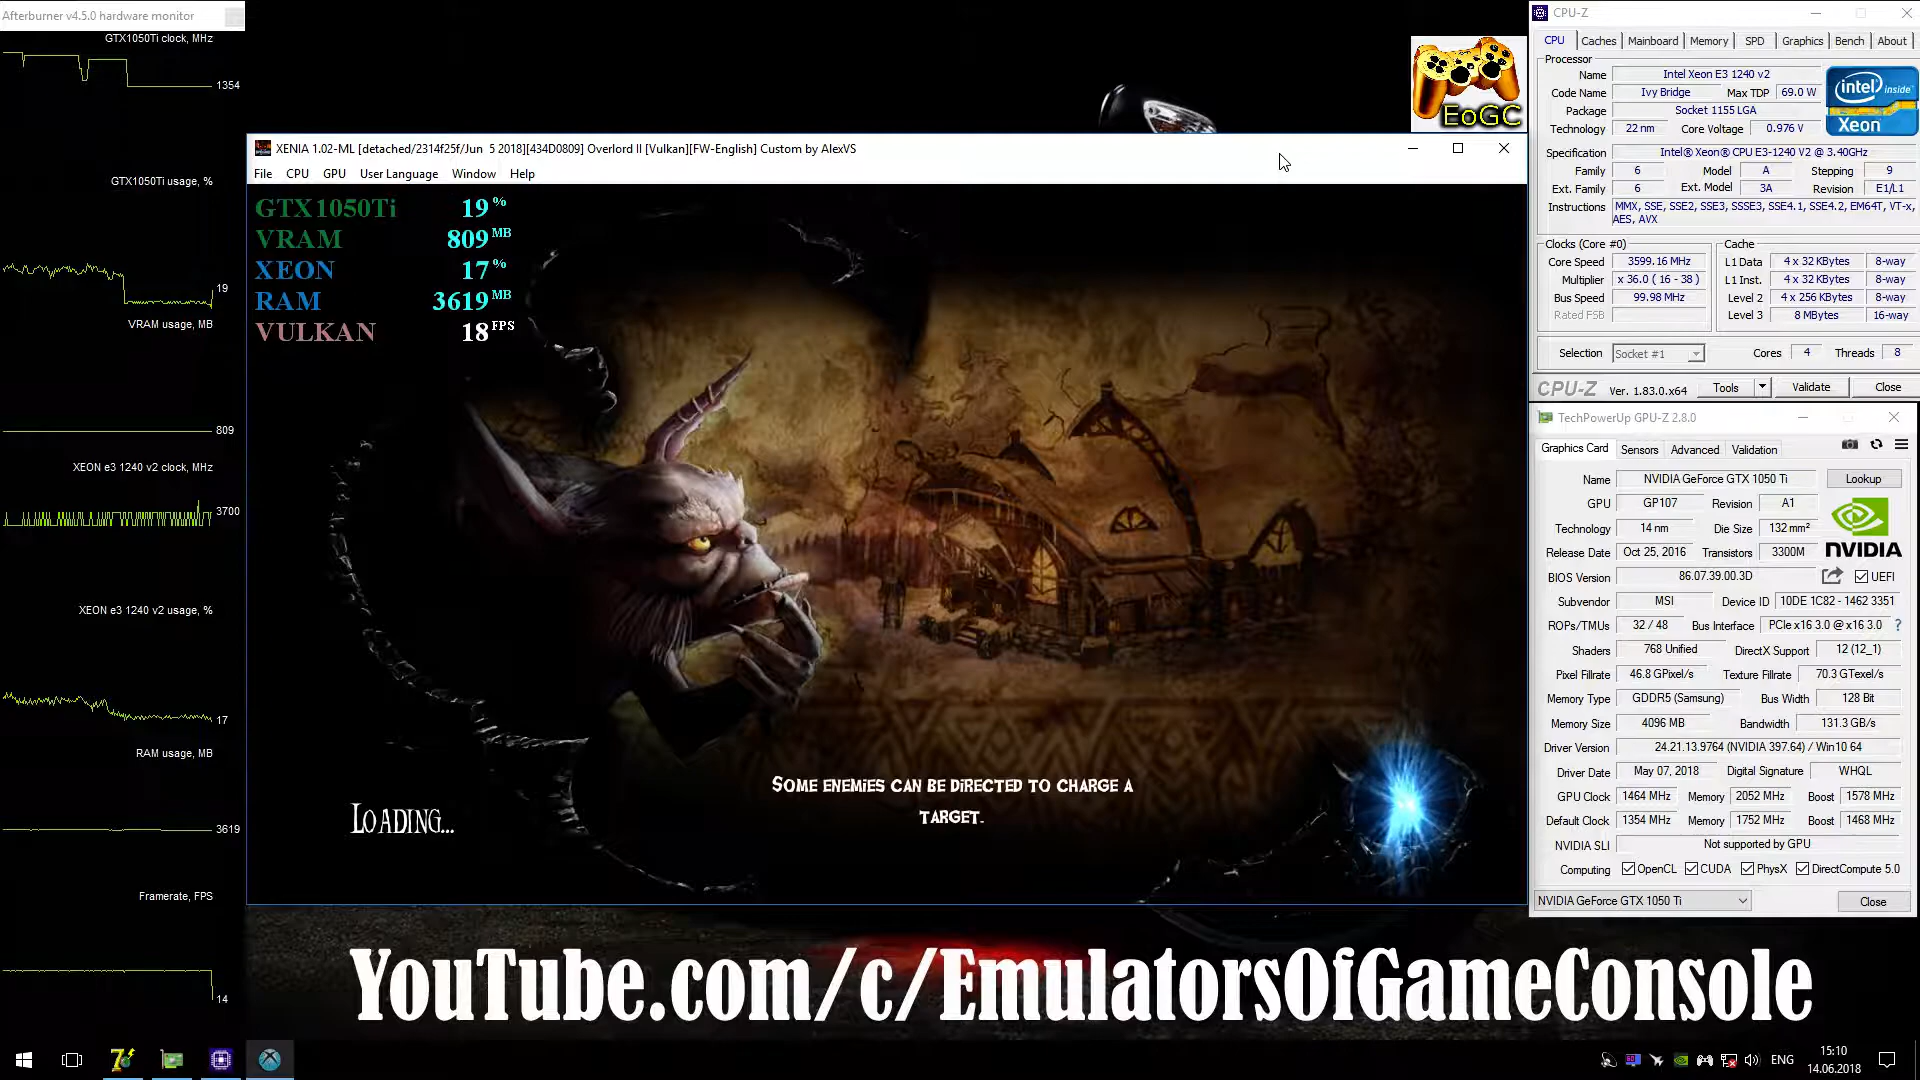 Afterburner v4.5.0 hardware monitor
GTX1050Ti clock, MHz
1354
GTX1050Ti usage, %
19
VRAM usage, MB
809
XEON e3 1240 v2 clock, MHz
3700
XEON e3 1240 v2 usage, %
17
RAM usage, MB
3619
Framerate, FPS
14
EoGC
XENIA 1.02-ML [detached/2314f25f/Jun 5 2018][434D0809] Overlord II [Vulkan][FW-English] Custom by AlexVS
File CPU GPU User Language Window Help
GTX1050Ti 19 %
VRAM 809 MB
XEON 17 %
RAM 3619 MB
VULKAN 18 FPS
Some enemies can be directed to charge a
target.
Loading...
CPU-Z
CPU Caches Mainboard Memory SPD Graphics Bench About
Processor
Name Intel Xeon E3 1240 v2
Code Name Ivy Bridge Max TDP 69.0 W
Package Socket 1155 LGA
Technology 22 nm Core Voltage 0.976 V
intel inside™
Xeon
Specification Intel® Xeon® CPU E3-1240 V2 @ 3.40GHz
Family 6 Model A Stepping 9
Ext. Family 6 Ext. Model 3A Revision E1/L1
Instructions MMX, SSE, SSE2, SSE3, SSSE3, SSE4.1, SSE4.2, EM64T, VT-x,
AES, AVX
Clocks (Core #0) Cache
Core Speed 3599.16 MHz L1 Data 4 x 32 KBytes 8-way
Multiplier x 36.0 ( 16 - 38 ) L1 Inst. 4 x 32 KBytes 8-way
Bus Speed 99.98 MHz Level 2 4 x 256 KBytes 8-way
Rated FSB Level 3 8 MBytes 16-way
Selection Socket #1 Cores 4 Threads 8
CPU-Z Ver. 1.83.0.x64 Tools Validate Close
TechPowerUp GPU-Z 2.8.0
Graphics Card Sensors Advanced Validation
Name NVIDIA GeForce GTX 1050 Ti Lookup
GPU GP107 Revision A1
Technology 14 nm Die Size 132 mm²
Release Date Oct 25, 2016 Transistors 3300M
NVIDIA
BIOS Version 86.07.39.00.3D UEFI
Subvendor MSI Device ID 10DE 1C82 - 1462 3351
ROPs/TMUs 32 / 48 Bus Interface PCIe x16 3.0 @ x16 3.0 ?
Shaders 768 Unified DirectX Support 12 (12_1)
Pixel Fillrate 46.8 GPixel/s Texture Fillrate 70.3 GTexel/s
Memory Type GDDR5 (Samsung) Bus Width 128 Bit
Memory Size 4096 MB Bandwidth 131.3 GB/s
Driver Version 24.21.13.9764 (NVIDIA 397.64) / Win10 64
Driver Date May 07, 2018 Digital Signature WHQL
GPU Clock 1464 MHz Memory 2052 MHz Boost 1578 MHz
Default Clock 1354 MHz Memory 1752 MHz Boost 1468 MHz
NVIDIA SLI Not supported by GPU
Computing OpenCL CUDA PhysX DirectCompute 5.0
NVIDIA GeForce GTX 1050 Ti Close
YouTube.com/c/EmulatorsOfGameConsole
ENG
15:10
14.06.2018